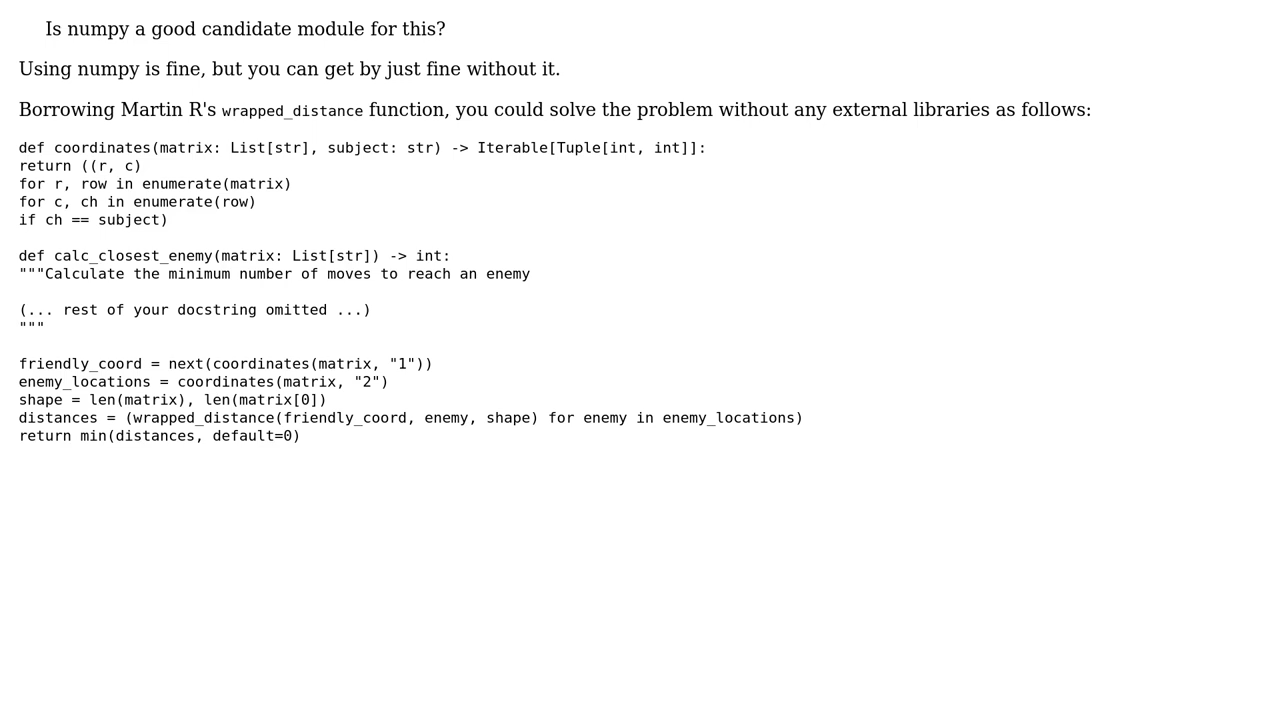 Is numpy a good candidate module for this?
Using numpy is fine, but you can get by just fine without it.
Borrowing Martin R's wrapped_distance function, you could solve the problem without any external libraries as follows:
def coordinates(matrix: List[str], subject: str) -> Iterable[Tuple[int, int]]:
return ((r, c)
for r, row in enumerate(matrix)
for c, ch in enumerate(row)
if ch == subject)
def calc_closest_enemy(matrix: List[str]) -> int:
"""Calculate the minimum number of moves to reach an enemy
(... rest of your docstring omitted ...)
"""
friendly_coord = next(coordinates(matrix, "1"))
enemy_locations = coordinates(matrix, "2")
shape = len(matrix), len(matrix[0])
distances = (wrapped_distance(friendly_coord, enemy, shape) for enemy in enemy_locations)
return min(distances, default=0)